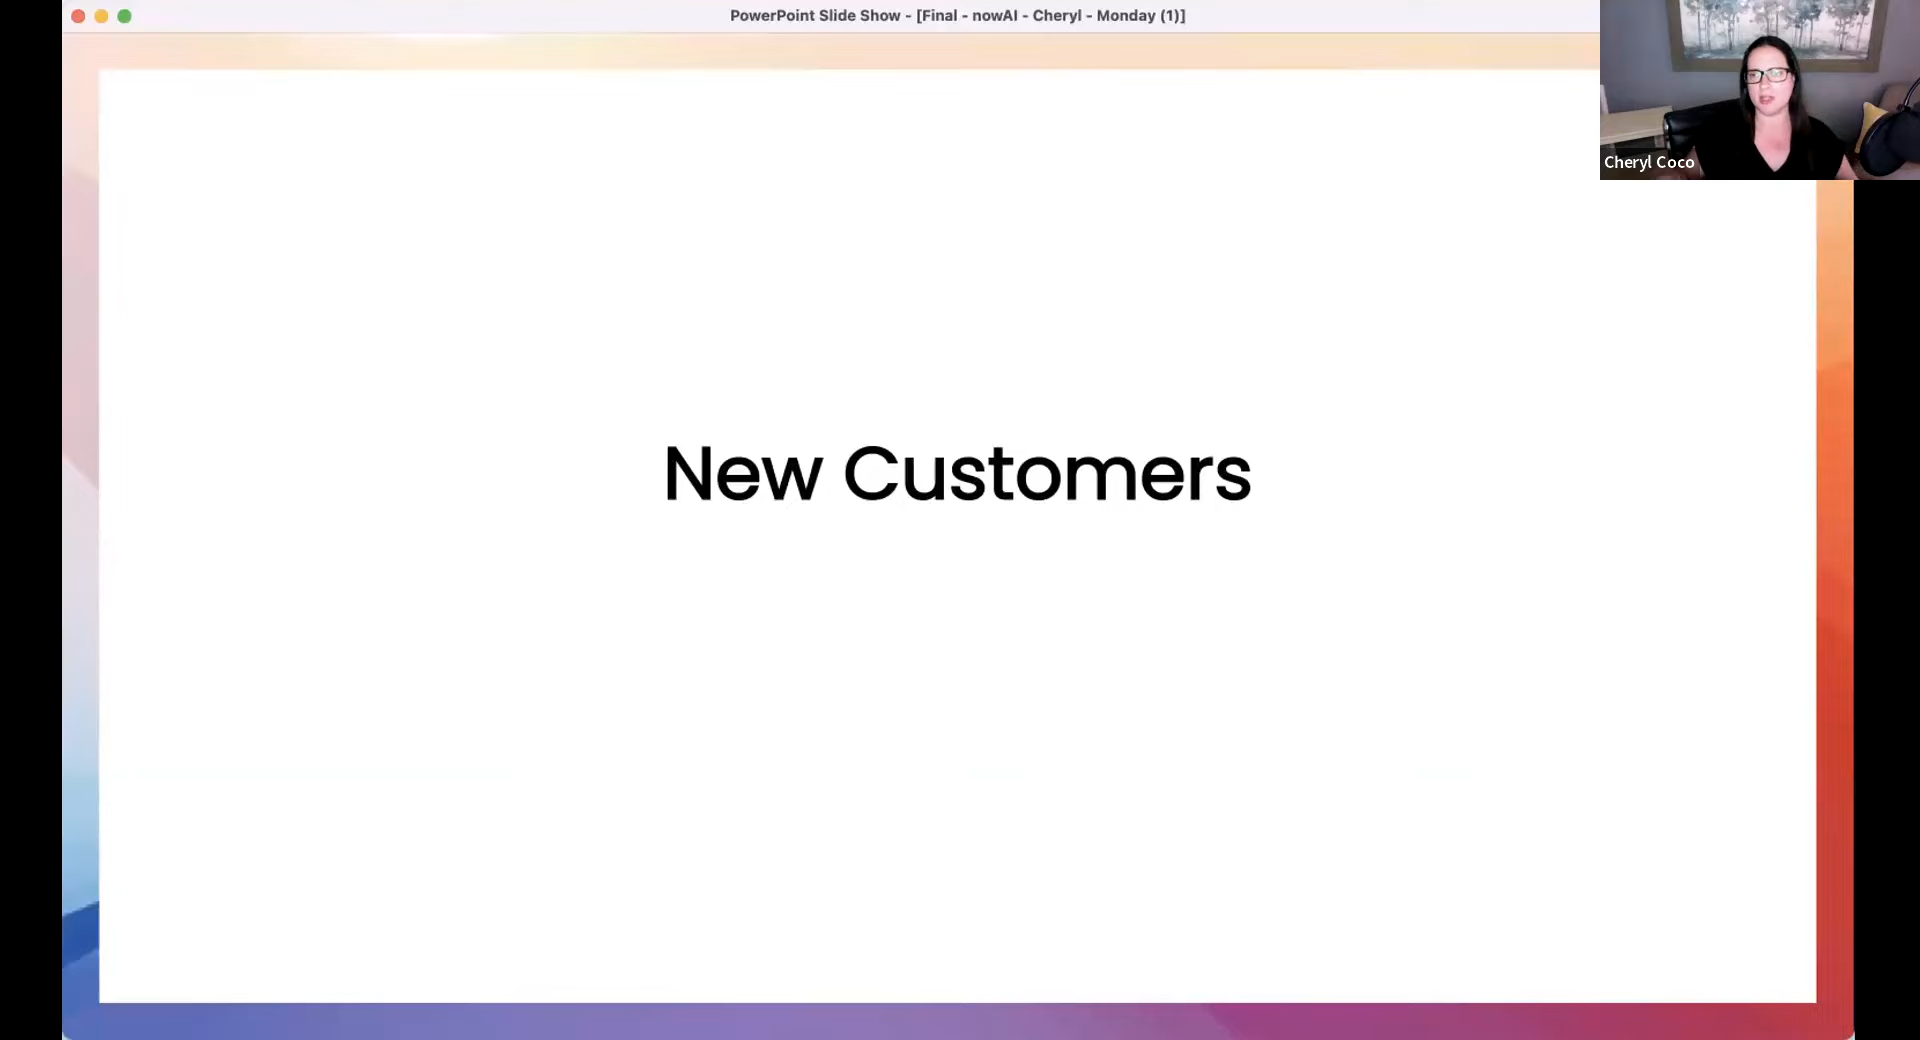 PowerPoint Slide Show - [Final - nowAI - Cheryl - Monday (1)]
Cheryl Coco
New Customers